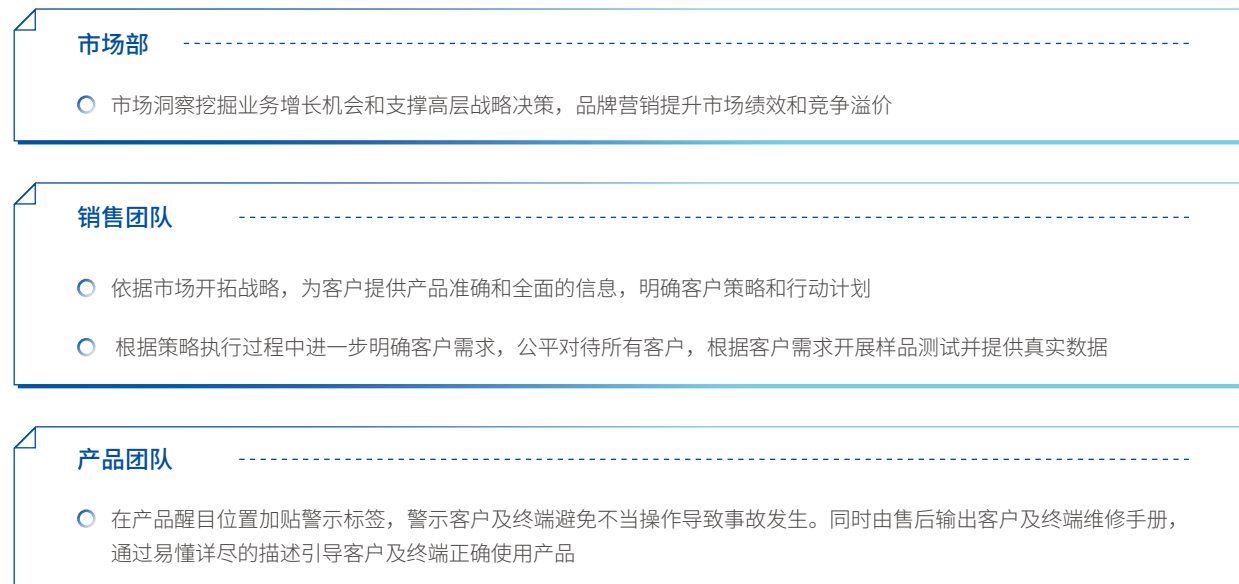 市场部
市场洞察挖掘业务增长机会和支撑高层战略决策，品牌营销提升市场绩效和竞争溢价
销售团队
依据市场开拓战略，为客户提供产品准确和全面的信息，明确客户策略和行动计划
根据策略执行过程中进一步明确客户需求，公平对待所有客户，根据客户需求开展样品测试并提供真实数据
产品团队
在产品醒目位置加贴警示标签，警示客户及终端避免不当操作导致事故发生。同时由售后输出客户及终端维修手册，
通过易懂详尽的描述引导客户及终端正确使用产品